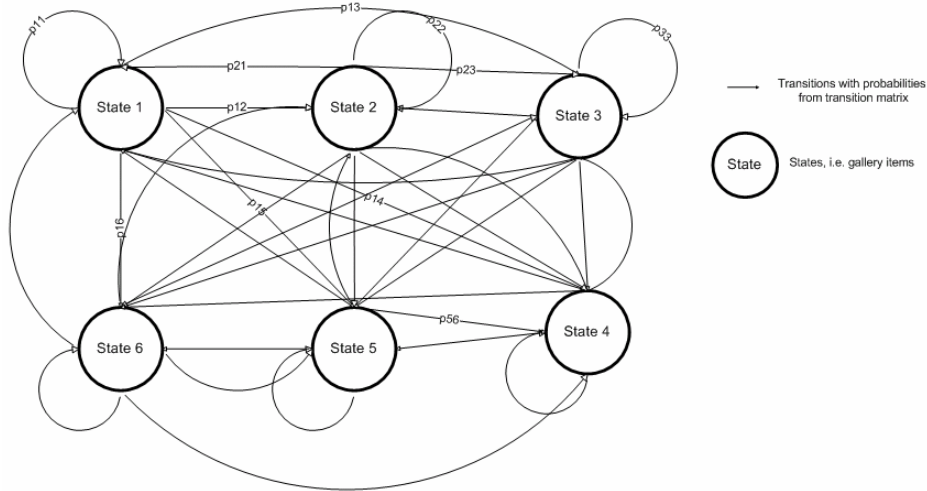 p11
p13
p22
p33
p21
p23
State 1
p12
State 2
State 3
Transitions with probabilities
from transition matrix
State
States, i.e. gallery items
p15
p14
p16
State 6
State 5
p56
State 4